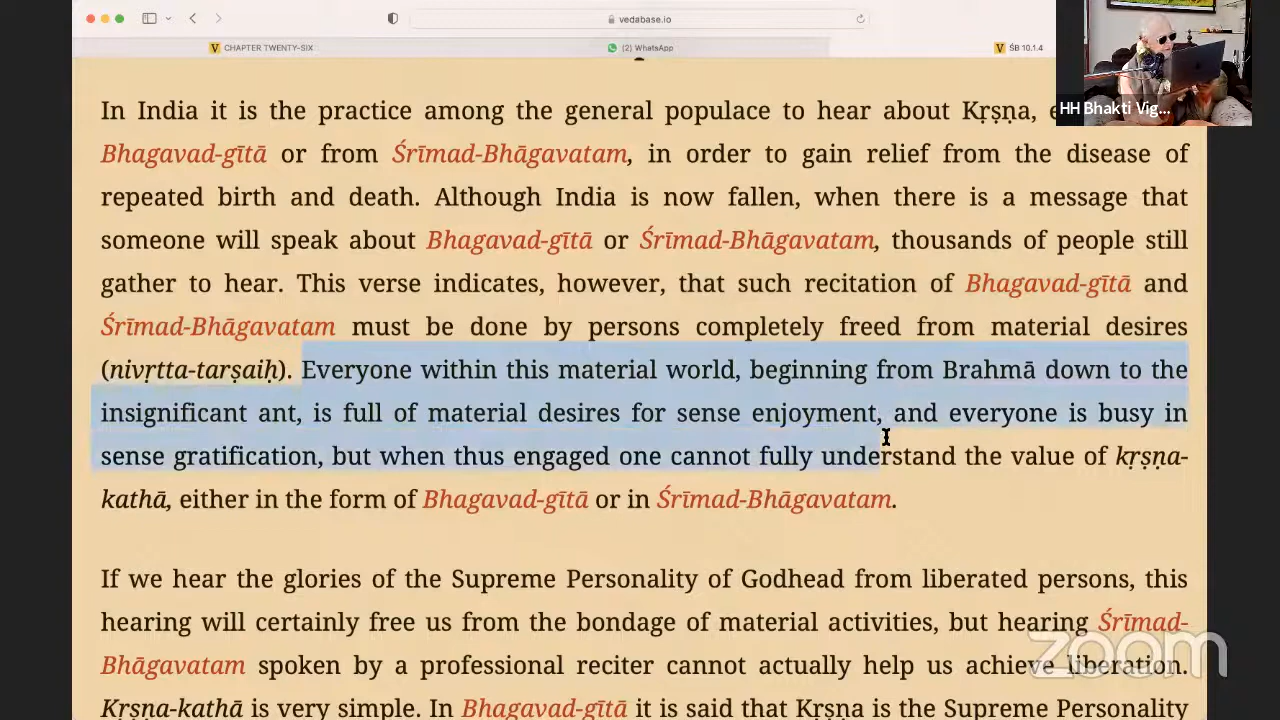 vedabase.io
CHAPTER TWENTY-SIX
(2) WhatsApp
ŚB 10.1.4
HH Bhakti Vig...
In India it is the practice among the general populace to hear about Kṛṣṇa,
Bhagavad-gītā or from Śrīmad-Bhāgavatam, in order to gain relief from the disease of
repeated birth and death. Although India is now fallen, when there is a message that
someone will speak about Bhagavad-gītā or Śrīmad-Bhāgavatam, thousands of people still
gather to hear. This verse indicates, however, that such recitation of Bhagavad-gītā and
Śrīmad-Bhāgavatam must be done by persons completely freed from material desires
(nivṛtta-tarṣaiḥ). Everyone within this material world, beginning from Brahmā down to the
insignificant ant, is full of material desires for sense enjoyment, and everyone is busy in
sense gratification, but when thus engaged one cannot fully understand the value of kṛṣṇa-
kathā, either in the form of Bhagavad-gītā or in Śrīmad-Bhāgavatam.
If we hear the glories of the Supreme Personality of Godhead from liberated persons, this
hearing will certainly free us from the bondage of material activities, but hearing Śrīmad-
Bhāgavatam spoken by a professional reciter cannot actually help us achieve liberation.
Kṛṣṇa-kathā is very simple. In Bhagavad-gītā it is said that Kṛṣṇa is the Supreme Personality
zoom